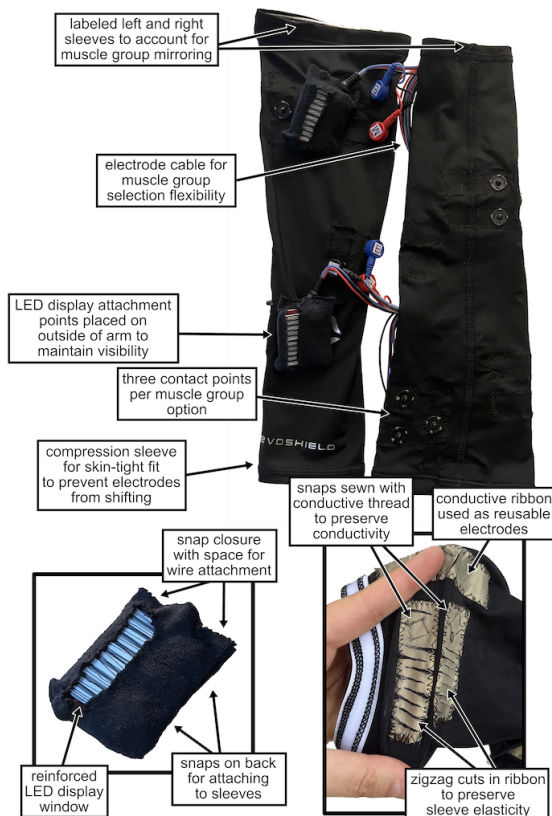 labeled left and right
sleeves to account for
muscle group mirroring
electrode cable for
muscle group
selection flexibility
LED display attachment
points placed on
outside of arm to
maintain visibility
three contact points
per muscle group
option
EVOSHIELD
compression sleeve
for skin-tight fit
to prevent electrodes
from shifting
snaps sewn with
conductive thread
to preserve
conductivity
conductive ribbon
used as reusable
electrodes
snap closure
with space for
wire attachment
reinforced
LED display
window
snaps on back
for attaching
to sleeves
zigzag cuts in ribbon
to preserve
sleeve elasticity